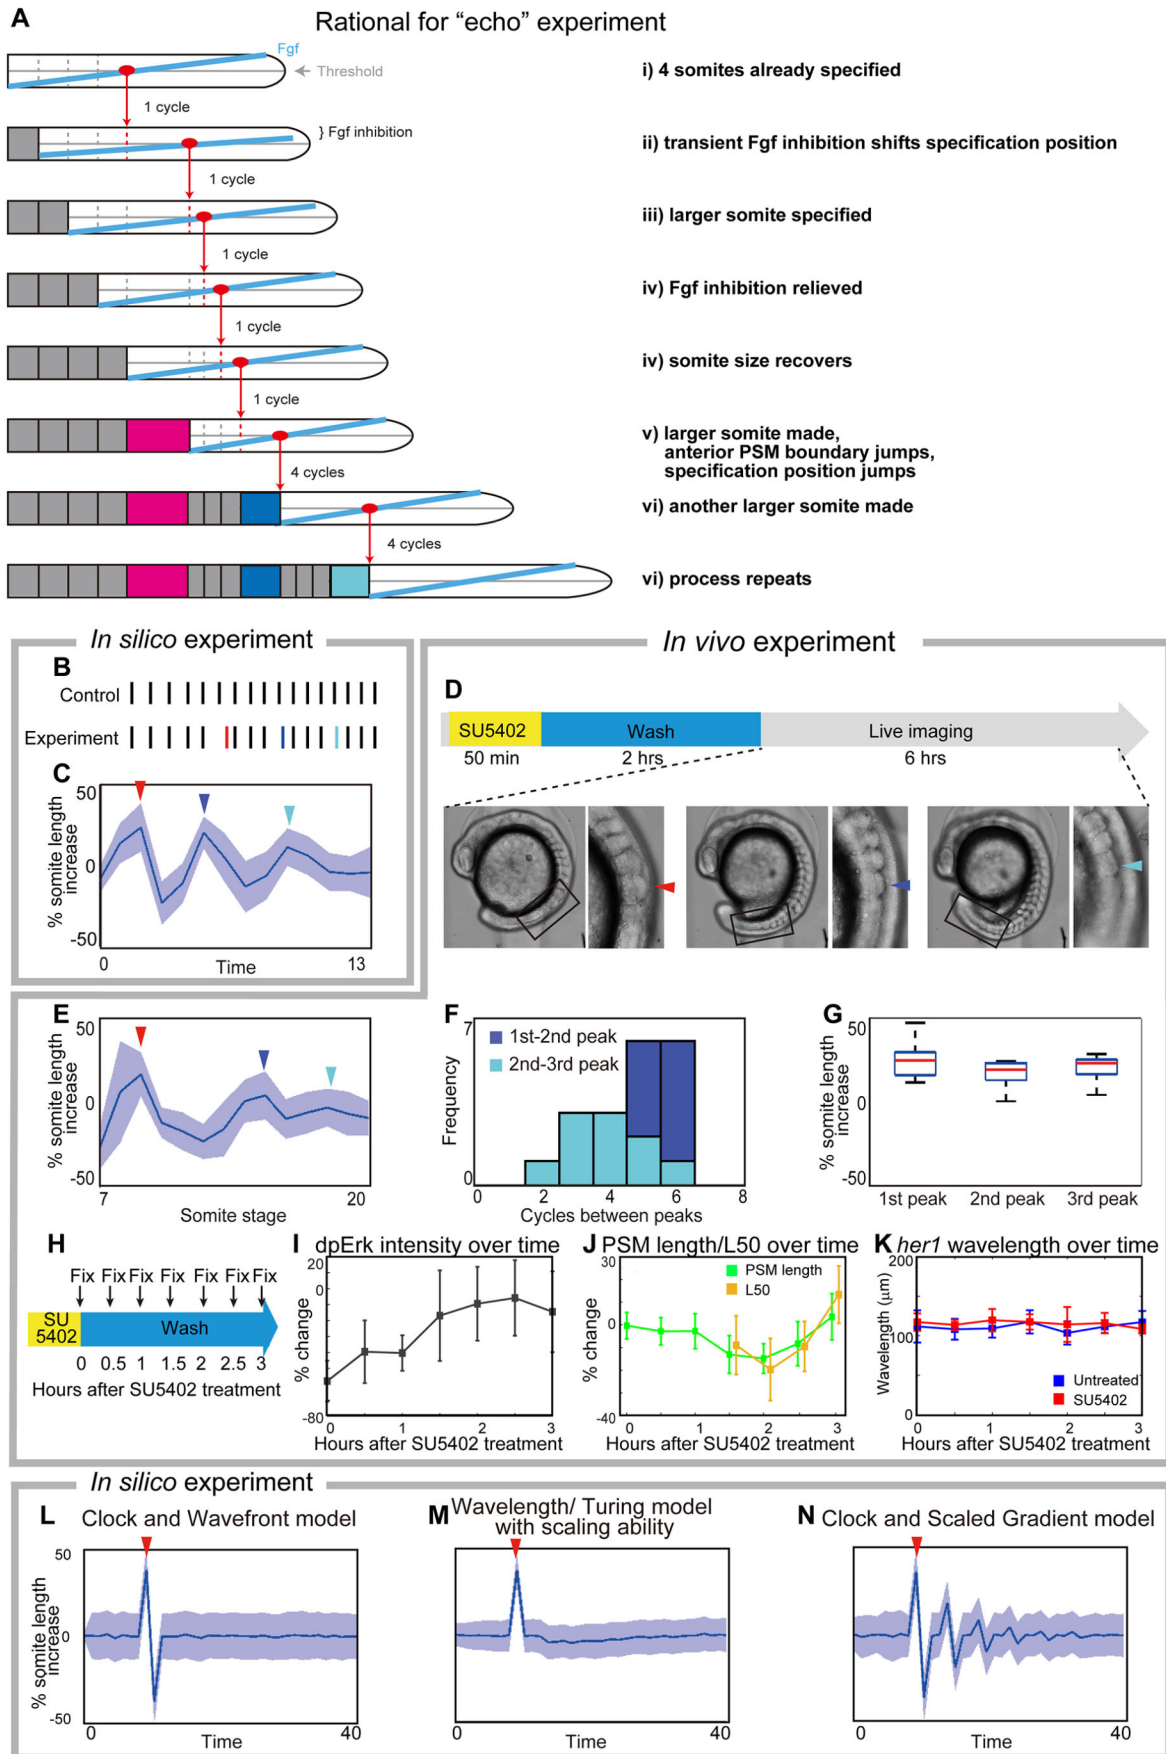 A
Rational for “echo” experiment
Fgf
Threshold
i) 4 somites already specified
1 cycle
} Fgf inhibition
ii) transient Fgf inhibition shifts specification position
1 cycle
iii) larger somite specified
1 cycle
iv) Fgf inhibition relieved
1 cycle
iv) somite size recovers
1 cycle
v) larger somite made,
anterior PSM boundary jumps,
specification position jumps
4 cycles
vi) another larger somite made
4 cycles
vi) process repeats
In silico experiment
B
Control
Experiment
C
50
0
-50
% somite length
increase
0
13
Time
In vivo experiment
D
SU5402
Wash
Live imaging
50 min
2 hrs
6 hrs
E
50
0
-50
% somite length
increase
7
20
Somite stage
F
7
0
Frequency
1st-2nd peak
2nd-3rd peak
0 2 4 6 8
Cycles between peaks
G
50
0
-50
% somite length
increase
1st peak 2nd peak 3rd peak
H
Fix Fix Fix Fix Fix Fix Fix
SU
5402
Wash
0 0.5 1 1.5 2 2.5 3
Hours after SU5402 treatment
I
dpErk intensity over time
20
0
-80
% change
0 1 2 3
Hours after SU5402 treatment
J
PSM length/L50 over time
30
0
-40
% change
PSM length
L50
0 1 2 3
Hours after SU5402 treatment
K
her1 wavelength over time
200
100
0
Wavelength (μm)
Untreated
SU5402
0 1 2 3
Hours after SU5402 treatment
In silico experiment
L
Clock and Wavefront model
50
0
-50
% somite length
increase
0
40
Time
M
Wavelength/ Turing model
with scaling ability
0
40
Time
N
Clock and Scaled Gradient model
0
40
Time